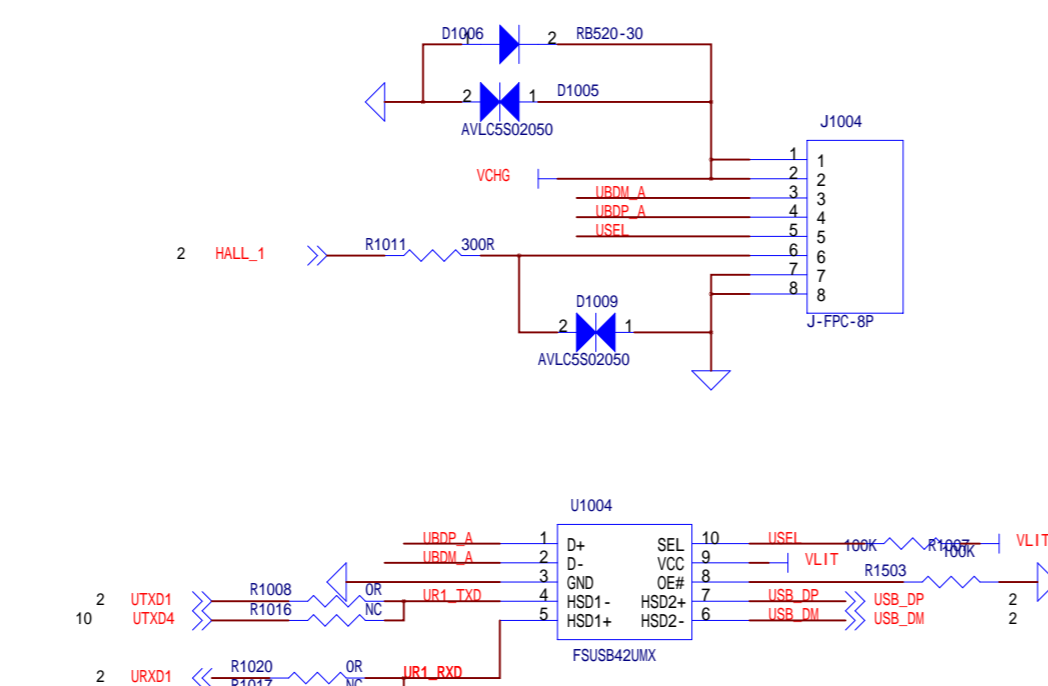 D1006 1 2 RB520-30
2 1 D1005
AVLC5S02050
J1004
1 1
VCHG 2 2
UBDM_A 3 3
UBDP_A 4 4
USEL 5 5
2 HALL_1 R1011 300R 6 6
7 7
8 8
D1009
J-FPC-8P
2 1
AVLC5S02050
U1004
UBDP_A 1 D+ SEL 10 USEL 100K R1007 VLIT
UBDM_A 2 D- VCC 9 VLIT 100K
3 GND OE# 8 R1503
2 UTXD1 R1008 0R UR1_TXD 4 HSD1- HSD2+ 7 USB_DP USB_DP 2
10 UTXD4 R1016 NC 5 HSD1+ HSD2- 6 USB_DM USB_DM 2
FSUSB42UMX
2 URXD1 R1020 0R UR1_RXD
R1017 NC